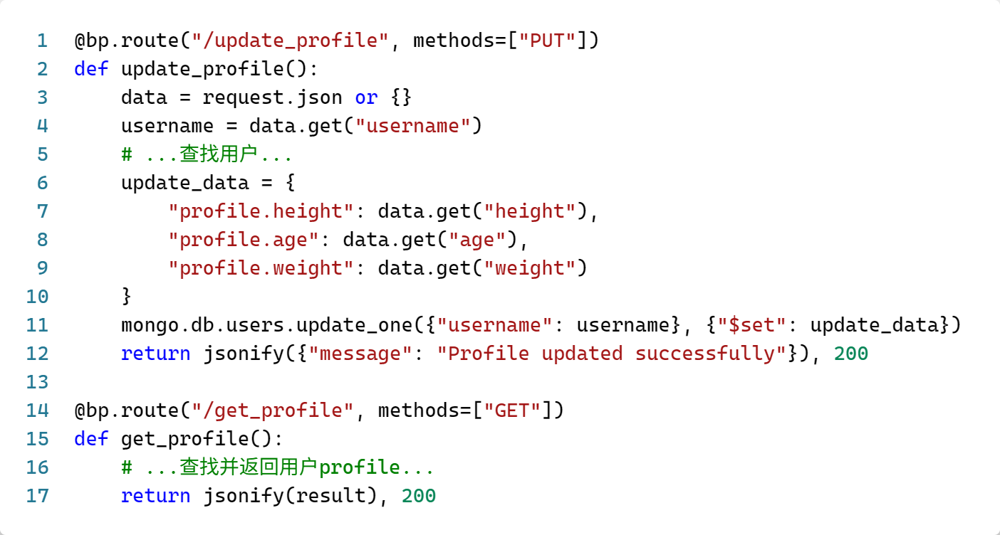 1 @bp.route("/update_profile", methods=["PUT"])
2 def update_profile():
3     data = request.json or {}
4     username = data.get("username")
5     # ...查找用户...
6     update_data = {
7         "profile.height": data.get("height"),
8         "profile.age": data.get("age"),
9         "profile.weight": data.get("weight")
10     }
11     mongo.db.users.update_one({"username": username}, {"$set": update_data})
12     return jsonify({"message": "Profile updated successfully"}), 200
13
14 @bp.route("/get_profile", methods=["GET"])
15 def get_profile():
16     # ...查找并返回用户profile...
17     return jsonify(result), 200